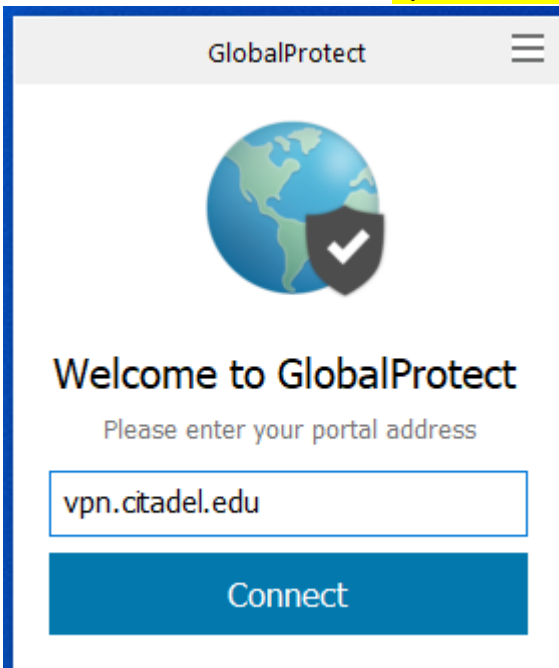 GlobalProtect
Welcome to GlobalProtect
Please enter your portal address
vpn.citadel.edu
Connect